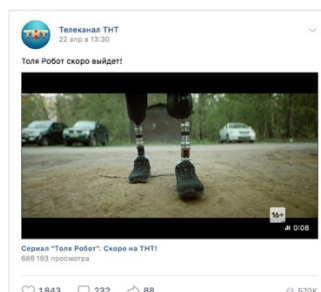 ТНТ
Телеканал ТНТ
22 апр в 13:30
Толя Робот скоро выйдет!
16+
0:08
Сериал "Толя Робот". Скоро на ТНТ!
686 193 просмотра
1843 232 88 570K